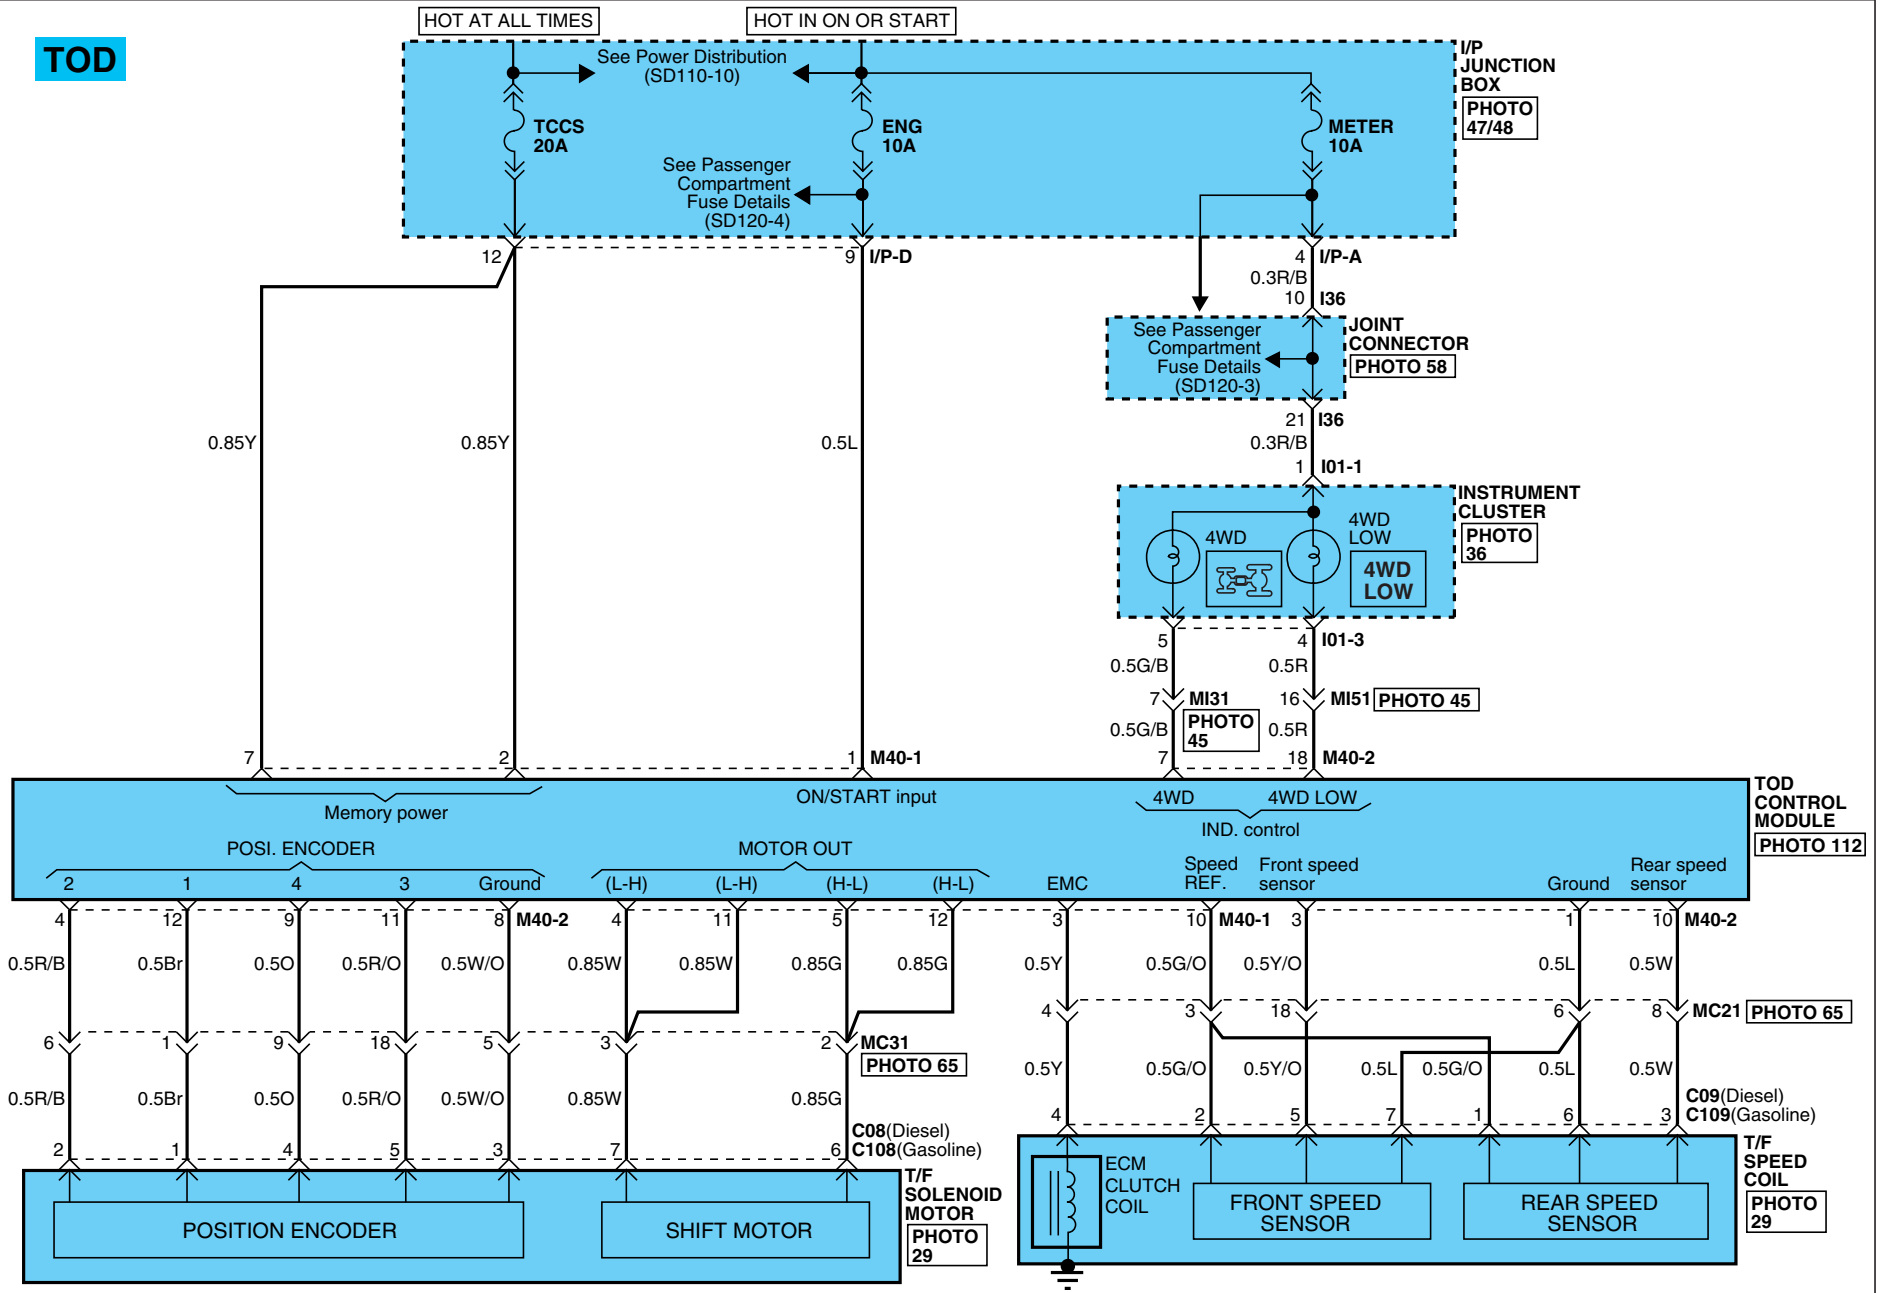 HOT AT ALL TIMES
HOT IN ON OR START
TOD
See Power Distribution
(SD110-10)
I/P
JUNCTION
BOX
PHOTO
47/48
TCCS
20A
ENG
10A
METER
10A
See Passenger
Compartment
Fuse Details
(SD120-4)
12
9 I/P-D
4 I/P-A
0.3R/B
10 I36
See Passenger
Compartment
Fuse Details
(SD120-3)
JOINT
CONNECTOR
PHOTO 58
21 I36
0.85Y
0.85Y
0.5L
0.3R/B
1 I01-1
INSTRUMENT
CLUSTER
PHOTO
36
4WD
4WD
LOW
4WD
LOW
5
4 I01-3
0.5G/B
0.5R
7 MI31
PHOTO
45
16 MI51 PHOTO 45
0.5G/B
0.5R
7
2
1 M40-1
7
18 M40-2
TOD
CONTROL
MODULE
PHOTO 112
Memory power
ON/START input
4WD
4WD LOW
IND. control
POSI. ENCODER
MOTOR OUT
2
1
4
3
Ground
(L-H)
(L-H)
(H-L)
(H-L)
EMC
Speed
REF.
Front speed
sensor
Ground
Rear speed
sensor
4
12
9
11
8 M40-2
4
11
5
12
3
10 M40-1
3
1
10 M40-2
0.5R/B
0.5Br
0.5O
0.5R/O
0.5W/O
0.85W
0.85W
0.85G
0.85G
0.5Y
0.5G/O
0.5Y/O
0.5L
0.5W
4
3
18
6
8 MC21 PHOTO 65
6
1
9
18
5
3
2 MC31
PHOTO 65
0.5R/B
0.5Br
0.5O
0.5R/O
0.5W/O
0.85W
0.85G
0.5Y
0.5G/O
0.5Y/O
0.5L
0.5G/O
0.5L
0.5W
C09(Diesel)
C109(Gasoline)
4
2
5
7
1
6
3
C08(Diesel)
C108(Gasoline)
2
1
4
5
3
7
6
T/F
SOLENOID
MOTOR
PHOTO
29
POSITION ENCODER
SHIFT MOTOR
ECM
CLUTCH
COIL
FRONT SPEED
SENSOR
REAR SPEED
SENSOR
T/F
SPEED
COIL
PHOTO
29